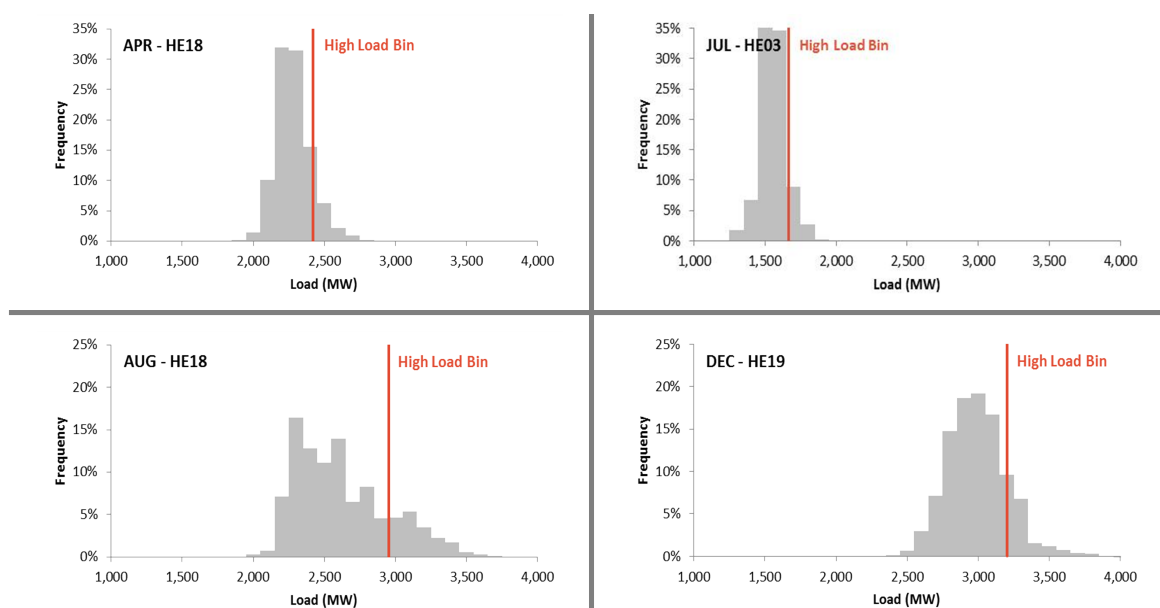 APR - HE18
High Load Bin
Frequency
35%
30%
25%
20%
15%
10%
5%
0%
1,000 1,500 2,000 2,500 3,000 3,500 4,000
Load (MW)
JUL - HE03
High Load Bin
Frequency
35%
30%
25%
20%
15%
10%
5%
0%
1,000 1,500 2,000 2,500 3,000 3,500 4,000
Load (MW)
AUG - HE18
High Load Bin
Frequency
25%
20%
15%
10%
5%
0%
1,000 1,500 2,000 2,500 3,000 3,500 4,000
Load (MW)
DEC - HE19
High Load Bin
Frequency
25%
20%
15%
10%
5%
0%
1,000 1,500 2,000 2,500 3,000 3,500 4,000
Load (MW)